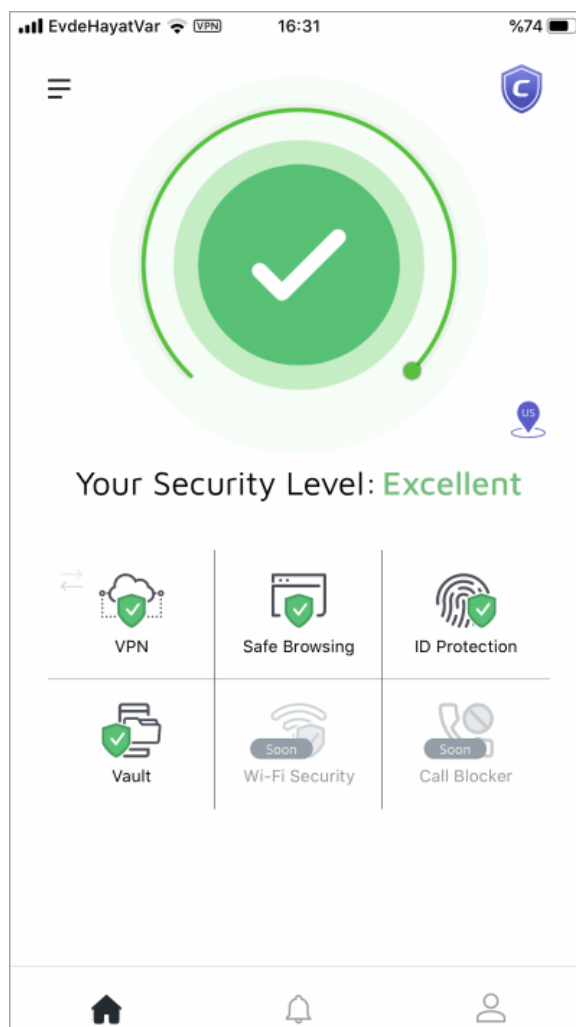 EvdeHayatVar VPN 16:31 %74
C
US
Your Security Level: Excellent
VPN Safe Browsing ID Protection
Soon Soon
Vault Wi-Fi Security Call Blocker